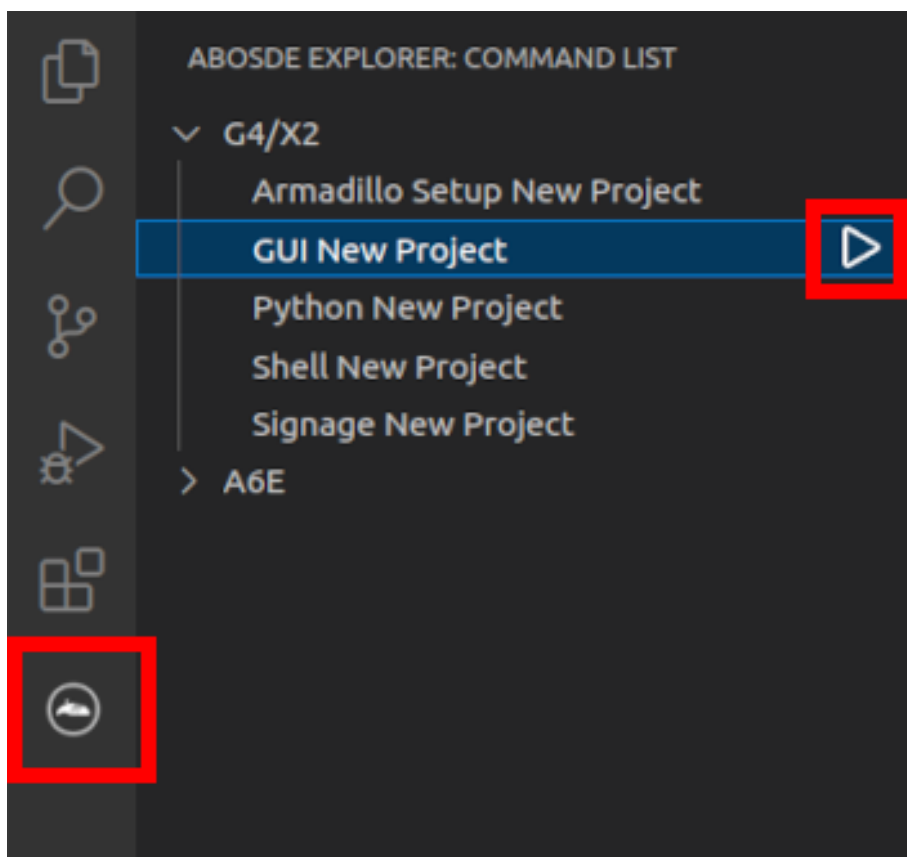 ABOSDE EXPLORER: COMMAND LIST
G4/X2
Armadillo Setup New Project
GUI New Project
Python New Project
Shell New Project
Signage New Project
A6E